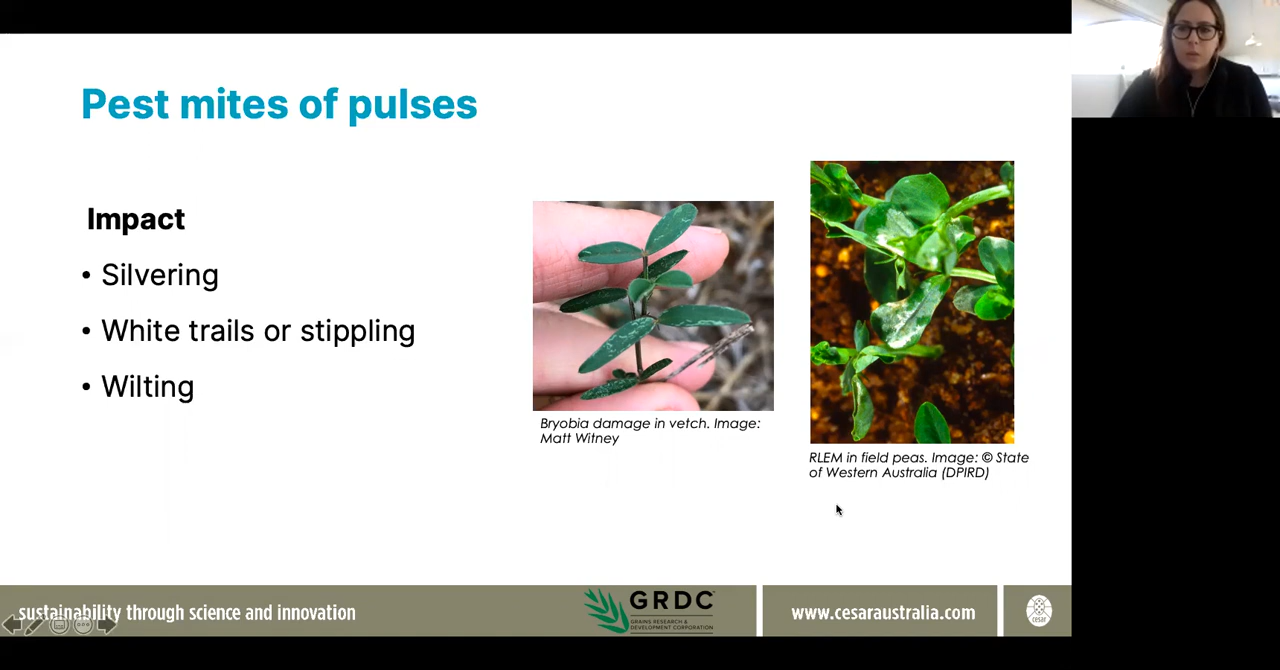 Pest mites of pulses
Impact
• Silvering
• White trails or stippling
• Wilting
Bryobia damage in vetch. Image:
Matt Witney
RLEM in field peas. Image: © State
of Western Australia (DPIRD)
sustainability through science and innovation
GRDC
GRAINS RESEARCH &
DEVELOPMENT CORPORATION
www.cesaraustralia.com
cesar